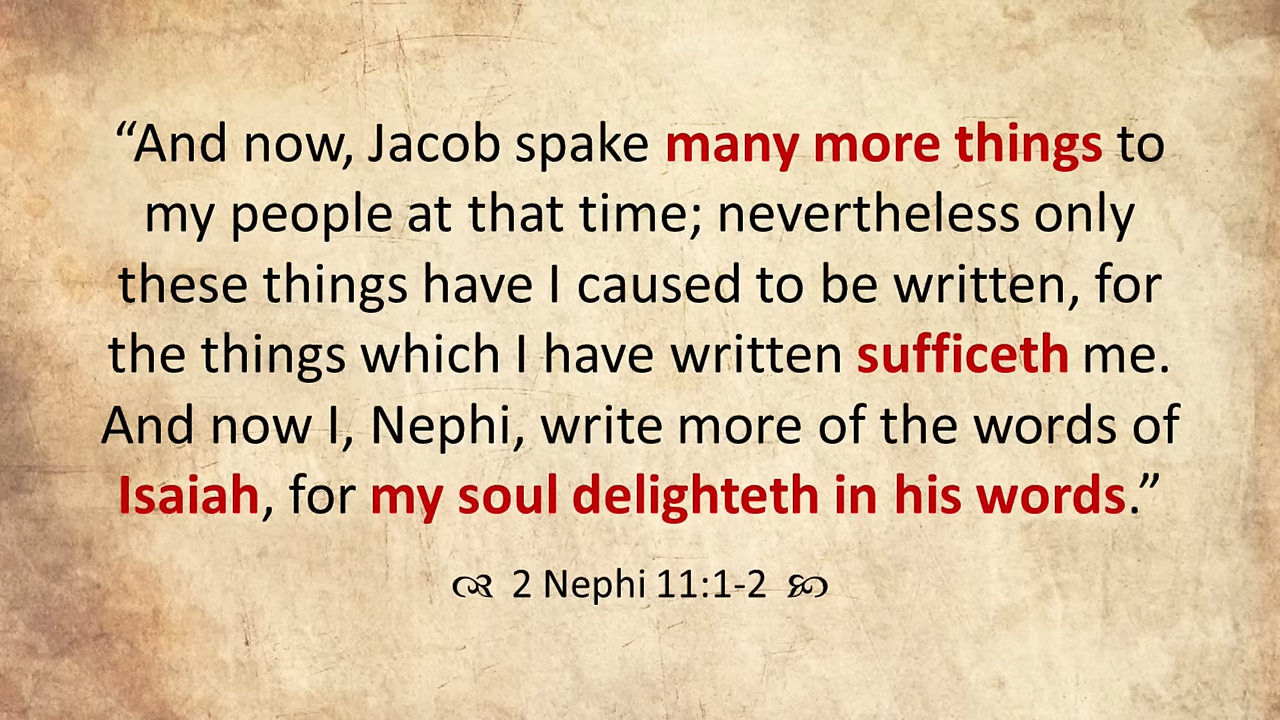 “And now, Jacob spake many more things to
my people at that time; nevertheless only
these things have I caused to be written, for
the things which I have written sufficeth me.
And now I, Nephi, write more of the words of
Isaiah, for my soul delighteth in his words.”
2 Nephi 11:1-2